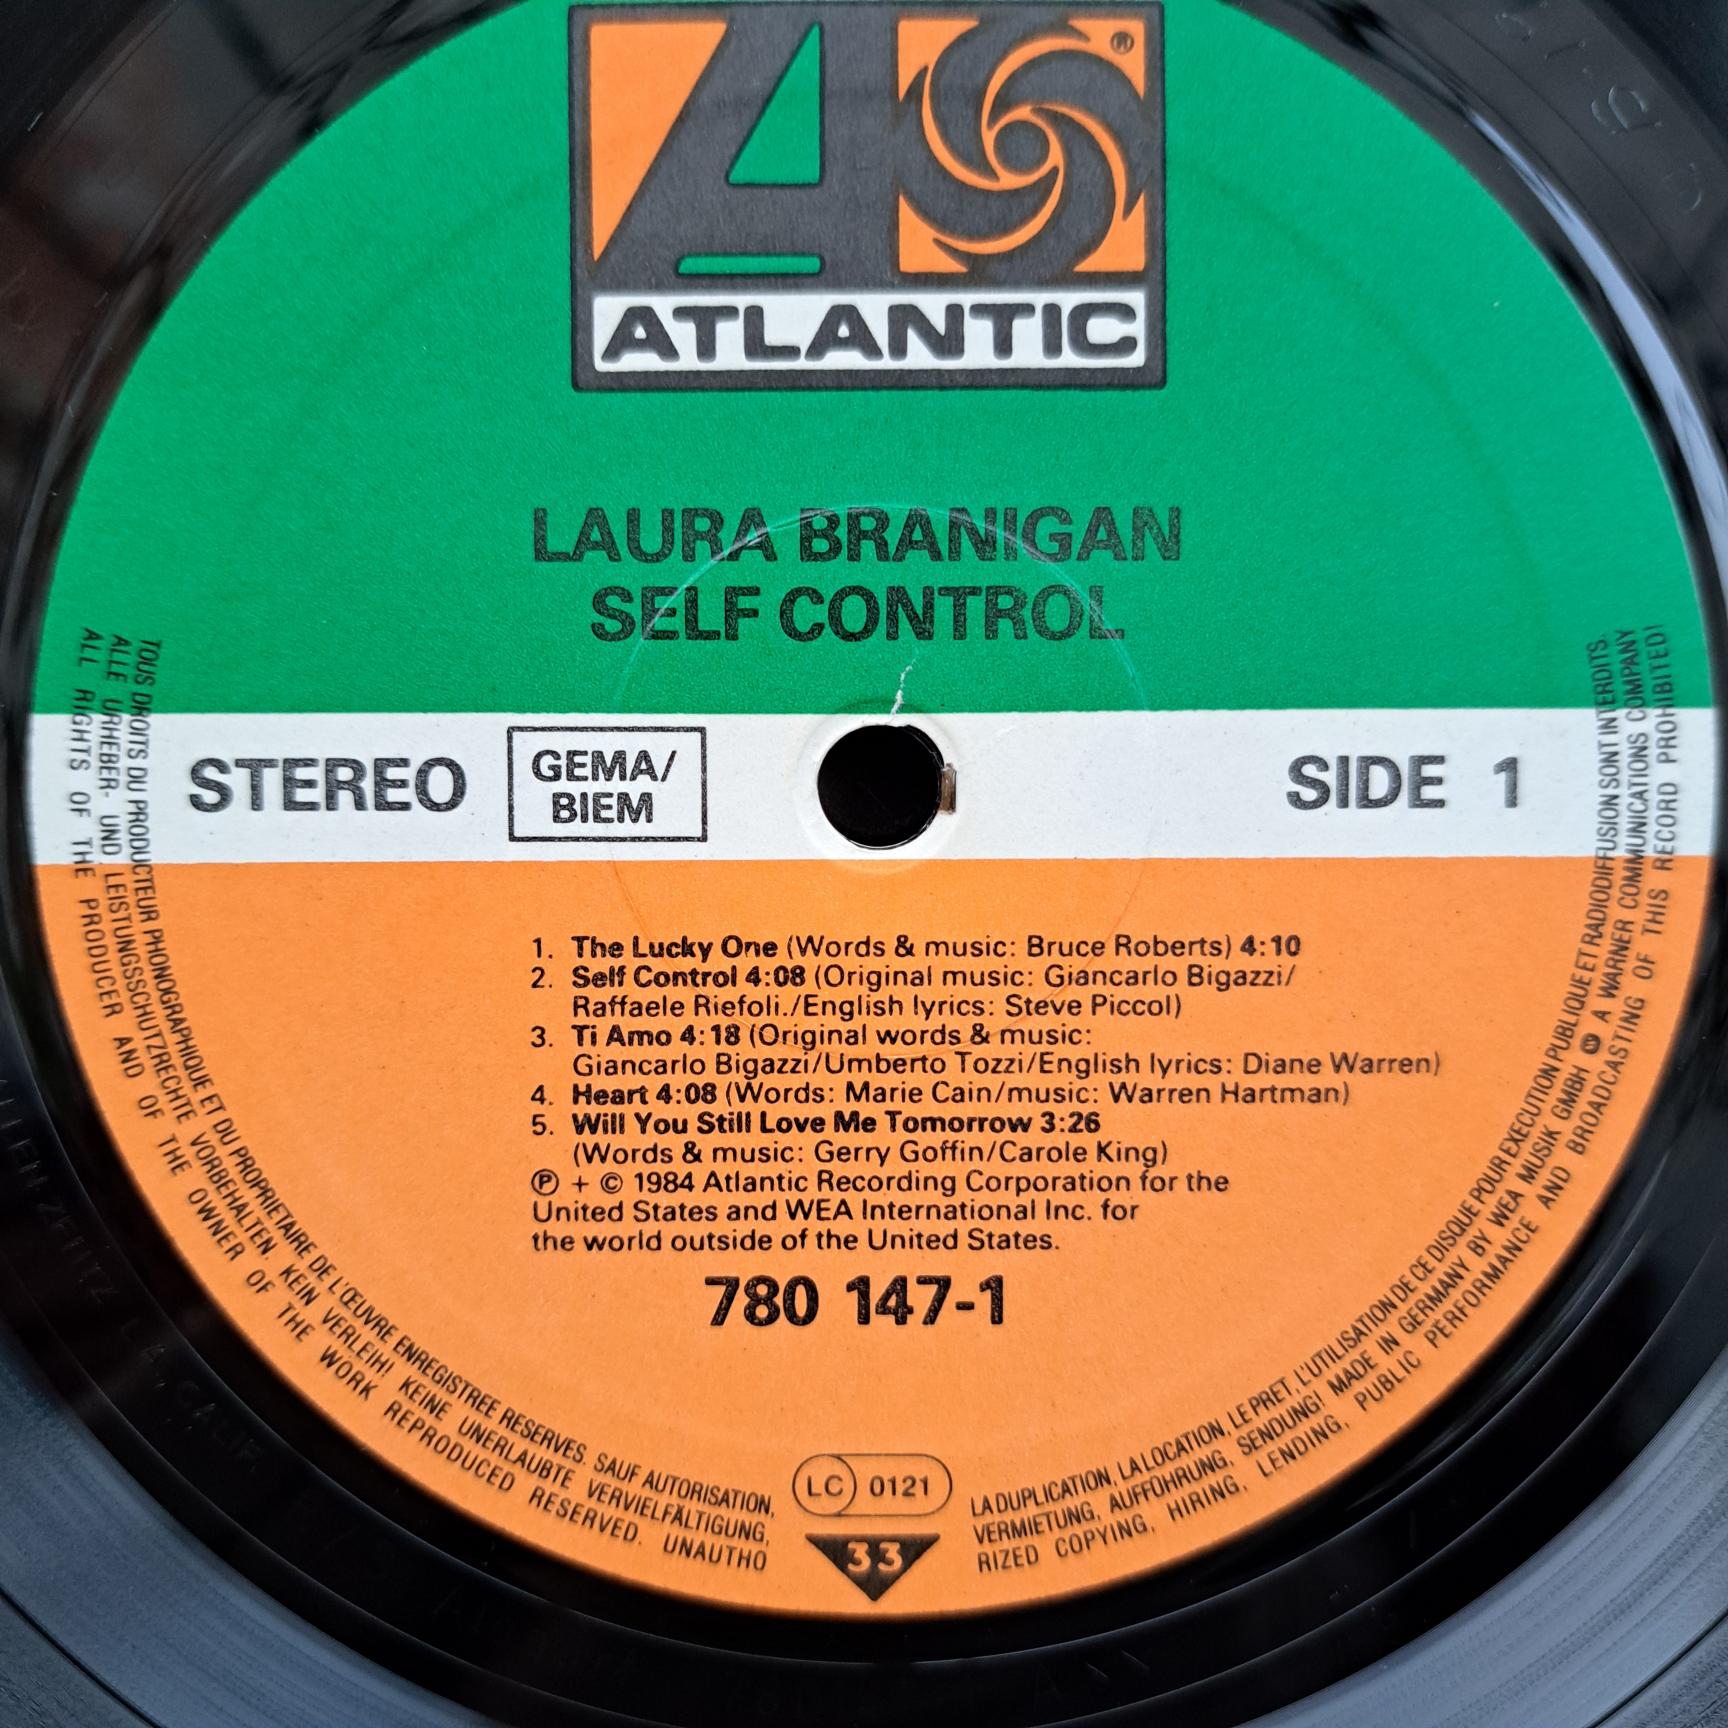 ®
ATLANTIC
LAURA BRANIGAN
SELF CONTROL
STEREO
GEMA/
BIEM
SIDE 1
1. The Lucky One (Words & music: Bruce Roberts) 4:10
2. Self Control 4:08 (Original music: Giancarlo Bigazzi/
Raffaele Riefoli./English lyrics: Steve Piccol)
3. Ti Amo 4:18 (Original words & music:
Giancarlo Bigazzi/Umberto Tozzi/English lyrics: Diane Warren)
4. Heart 4:08 (Words: Marie Cain/music: Warren Hartman)
5. Will You Still Love Me Tomorrow 3:26
(Words & music: Gerry Goffin/Carole King)
℗ + © 1984 Atlantic Recording Corporation for the
United States and WEA International Inc. for
the world outside of the United States.
780 147-1
LC 0121
33
TOUS DROITS DU PRODUCTEUR PHONOGRAPHIQUE ET DU PROPRIETAIRE DE L'ŒUVRE ENREGISTREE RESERVES. SAUF AUTORISATION, LA DUPLICATION, LA LOCATION, LE PRET, L'UTILISATION DE CE DISQUE POUR EXECUTION PUBLIQUE ET RADIODIFFUSION SONT INTERDITS.
ALLE URHEBER- UND LEISTUNGSSCHUTZRECHTE VORBEHALTEN. KEIN VERLEIH! KEINE UNERLAUBTE VERVIELFÄLTIGUNG, VERMIETUNG, AUFFÜHRUNG, SENDUNG! MADE IN GERMANY BY WEA MUSIK GMBH A WARNER COMMUNICATIONS COMPANY
ALL RIGHTS OF THE PRODUCER AND OF THE OWNER OF THE WORK REPRODUCED RESERVED. UNAUTHORIZED COPYING, HIRING, LENDING, PUBLIC PERFORMANCE AND BROADCASTING OF THIS RECORD PROHIBITED!